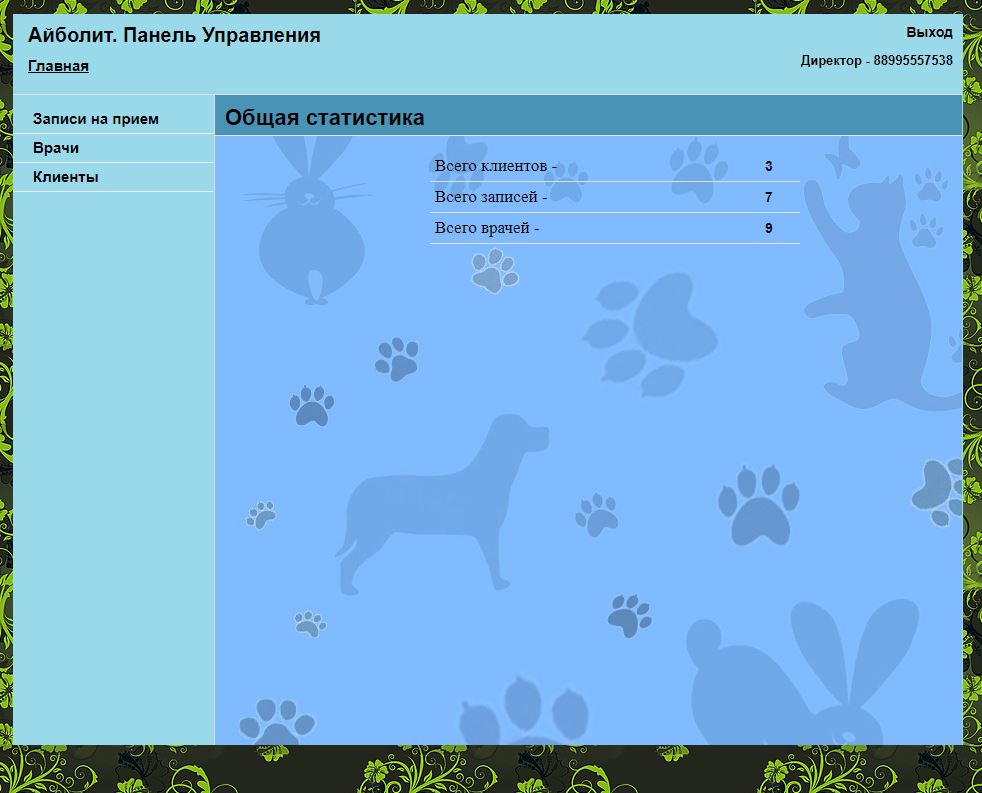 Айболит. Панель Управления
Выход
Главная
Директор - 88995557538
Записи на прием
Врачи
Клиенты
Общая статистика
Всего клиентов - 3
Всего записей - 7
Всего врачей - 9